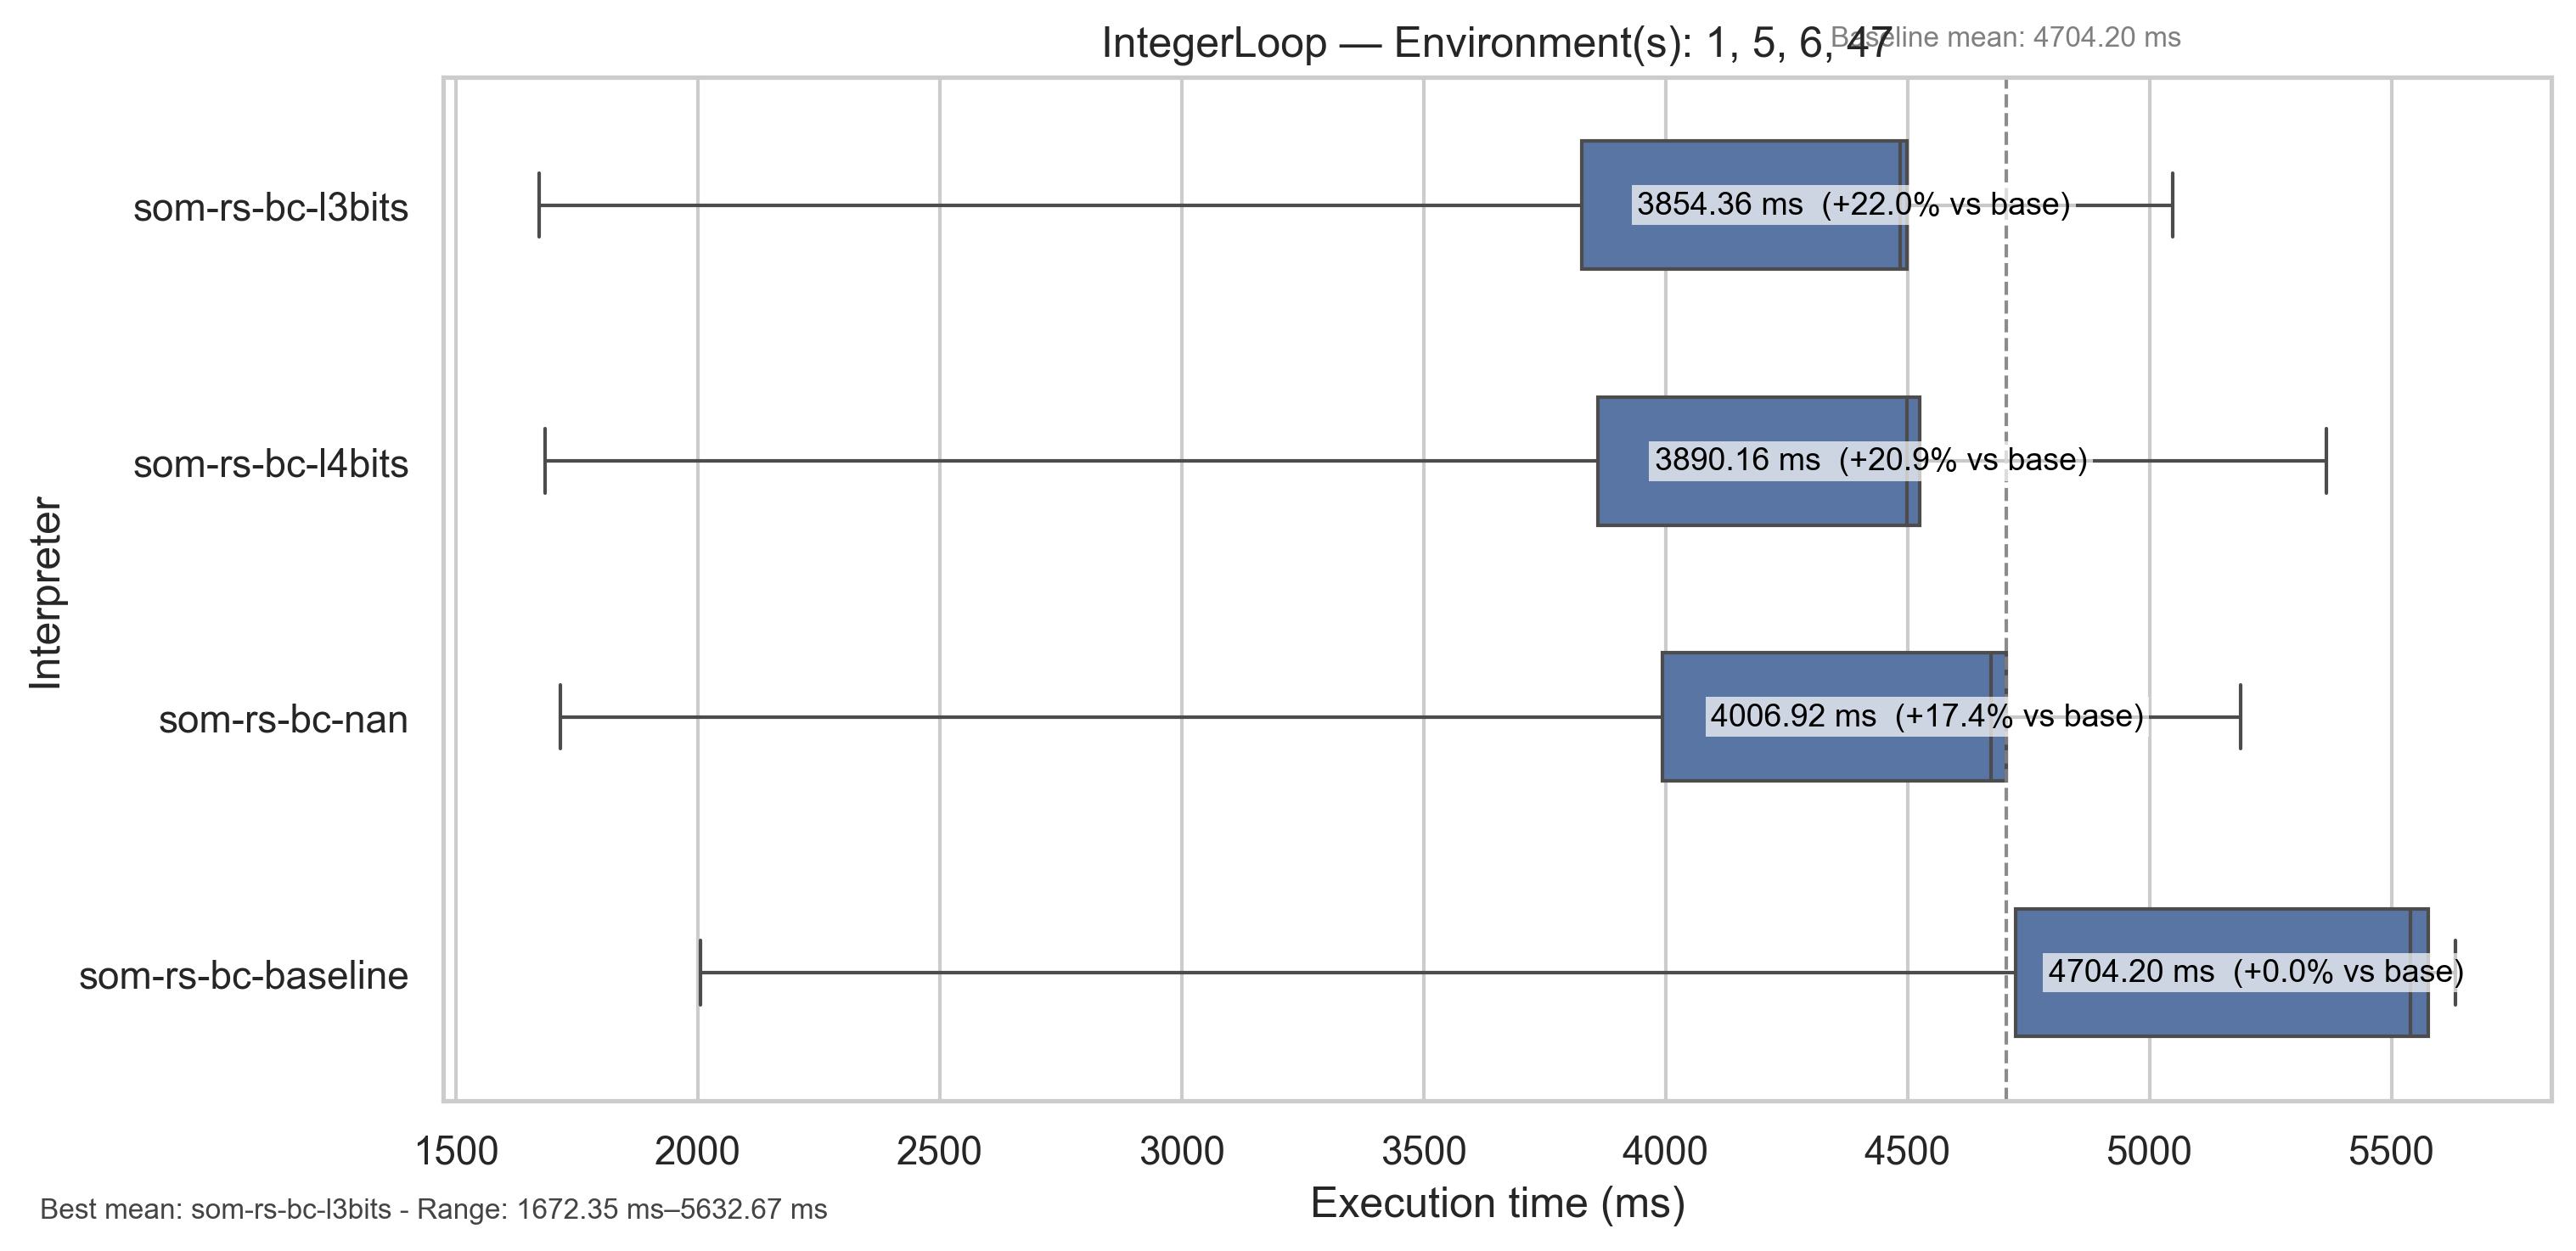 IntegerLoop — Environment(s): 1, 5, 6, 47
Baseline mean: 4704.20 ms
Interpreter
som-rs-bc-l3bits
3854.36 ms (+22.0% vs base)
som-rs-bc-l4bits
3890.16 ms (+20.9% vs base)
som-rs-bc-nan
4006.92 ms (+17.4% vs base)
som-rs-bc-baseline
4704.20 ms (+0.0% vs base)
1500 2000 2500 3000 3500 4000 4500 5000 5500
Execution time (ms)
Best mean: som-rs-bc-l3bits - Range: 1672.35 ms–5632.67 ms